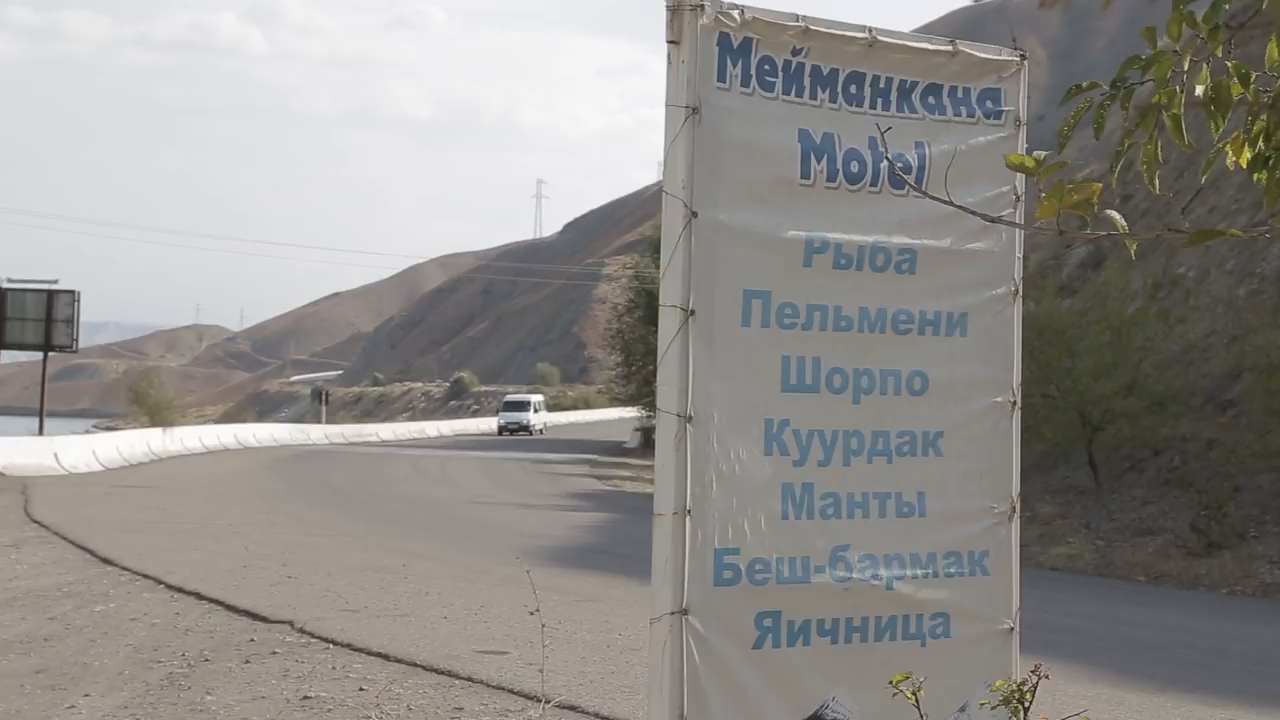 Мейманкана
Motel
Рыба
Пельмени
Шорпо
Куурдак
Манты
Беш-бармак
Яичница